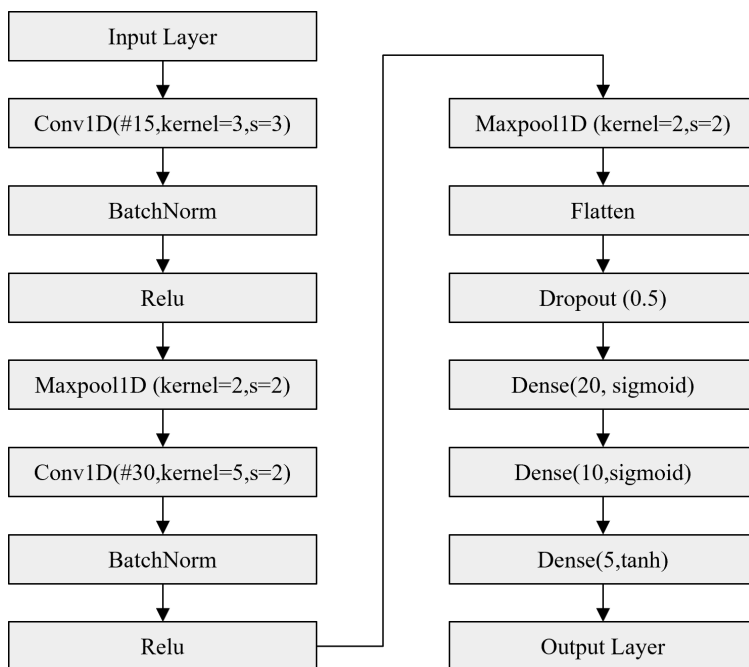 Input Layer
Conv1D(#15,kernel=3,s=3)
BatchNorm
Relu
Maxpool1D (kernel=2,s=2)
Conv1D(#30,kernel=5,s=2)
BatchNorm
Relu
Maxpool1D (kernel=2,s=2)
Flatten
Dropout (0.5)
Dense(20, sigmoid)
Dense(10,sigmoid)
Dense(5,tanh)
Output Layer